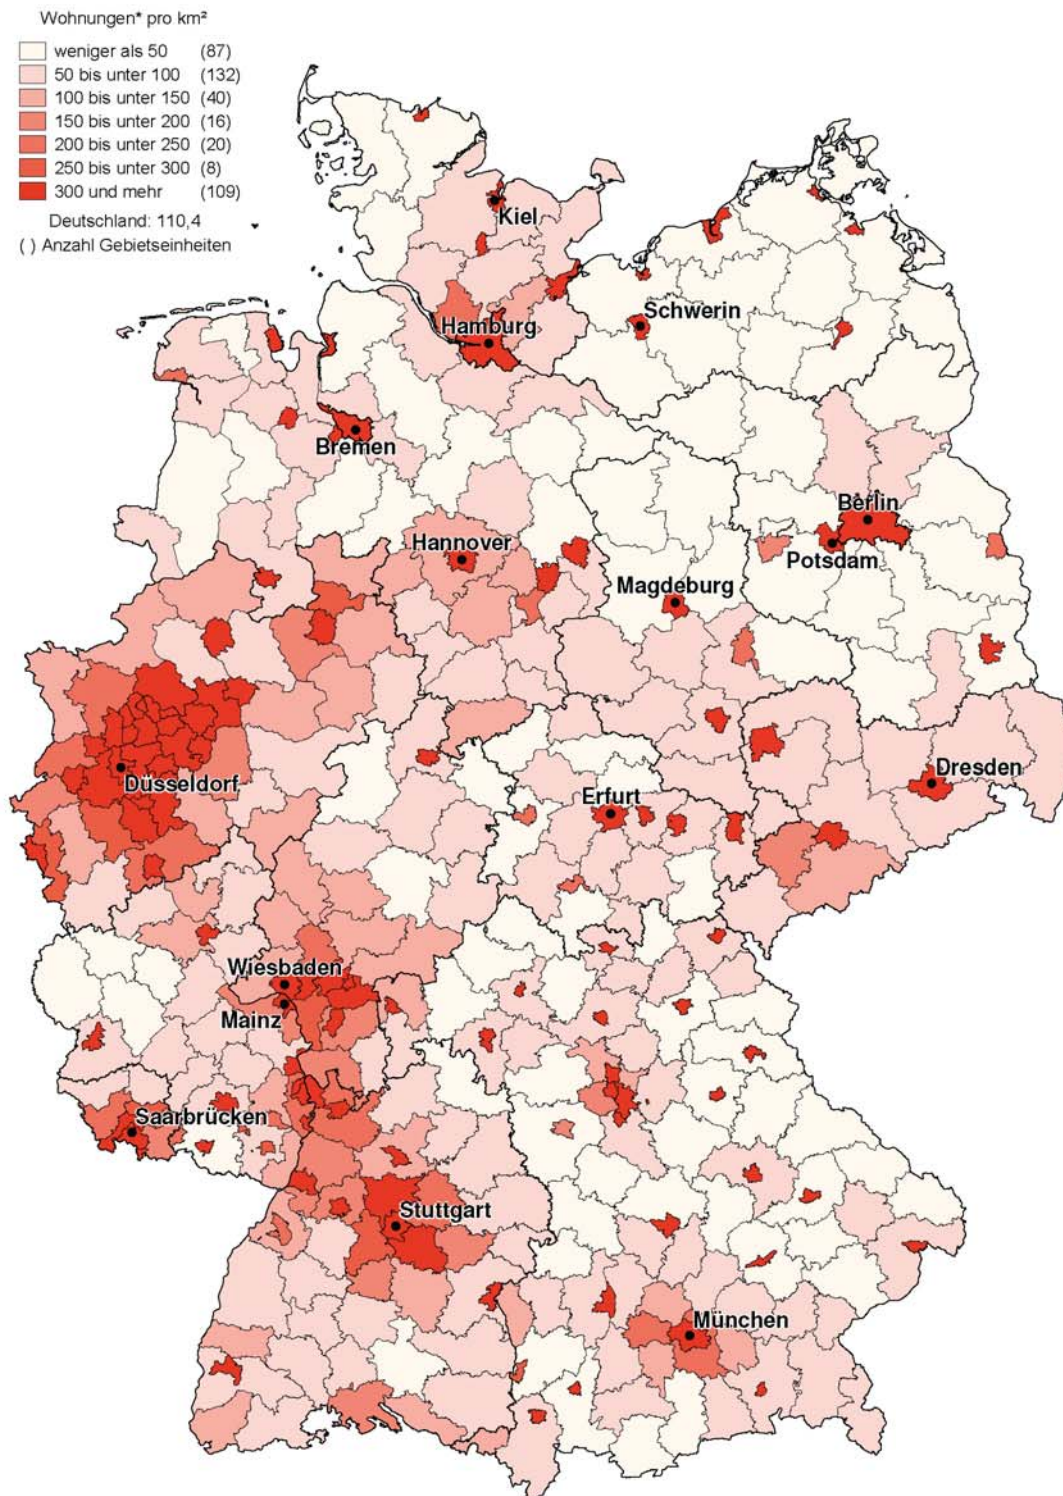 Wohnungen* pro km²
weniger als 50 (87)
50 bis unter 100 (132)
100 bis unter 150 (40)
150 bis unter 200 (16)
200 bis unter 250 (20)
250 bis unter 300 (8)
300 und mehr (109)
Deutschland: 110,4
( ) Anzahl Gebietseinheiten
Kiel
Schwerin
Hamburg
Bremen
Berlin
Hannover
Potsdam
Magdeburg
Düsseldorf
Dresden
Erfurt
Wiesbaden
Mainz
Saarbrücken
Stuttgart
München